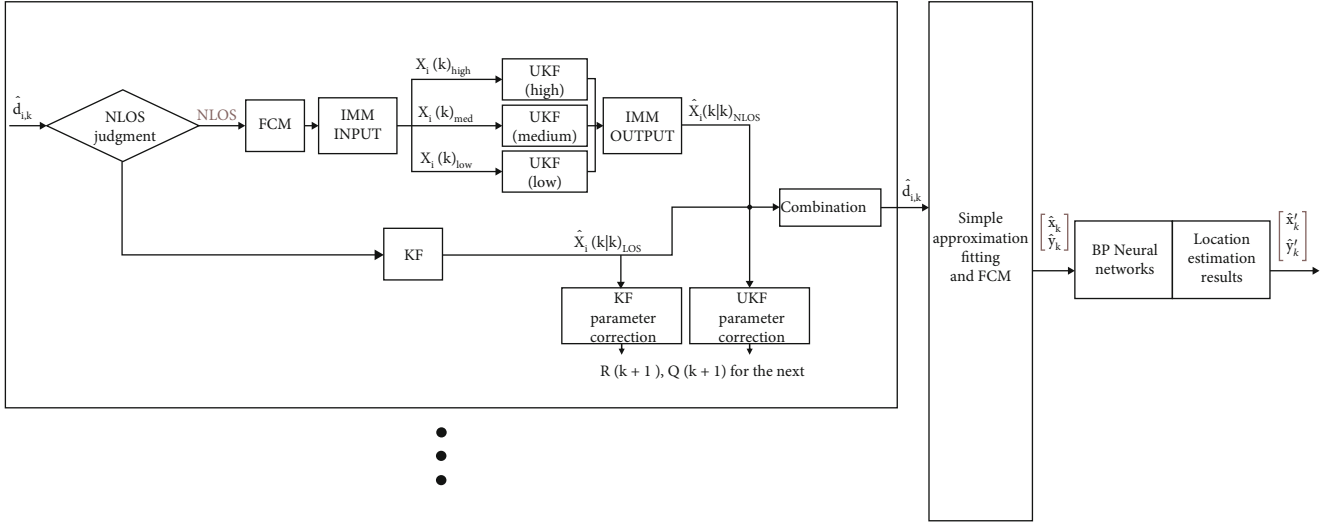 d̂i,k
NLOS
judgment
NLOS
FCM
IMM
INPUT
Xi (k)high
Xi (k)med
Xi (k)low
UKF
(high)
UKF
(medium)
UKF
(low)
IMM
OUTPUT
X̂i(k|k)NLOS
KF
X̂i (k|k)LOS
Combination
d̂i,k
KF
parameter
correction
UKF
parameter
correction
R (k + 1 ), Q (k + 1) for the next
Simple
approximation
fitting
and FCM
x̂k
ŷk
BP Neural
networks
Location
estimation
results
x̂′k
ŷ′k